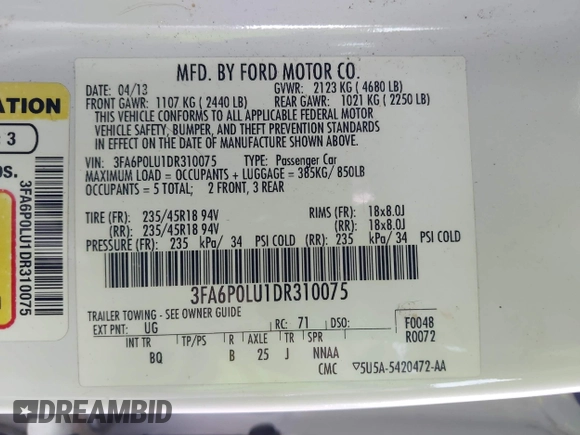 MFD. BY FORD MOTOR CO.
DATE: 04/13 GVWR: 2123 KG ( 4680 LB)
FRONT GAWR: 1107 KG ( 2440 LB) REAR GAWR: 1021 KG ( 2250 LB)
THIS VEHICLE CONFORMS TO ALL APPLICABLE FEDERAL MOTOR
VEHICLE SAFETY, BUMPER, AND THEFT PREVENTION STANDARDS
IN EFFECT ON THE DATE OF MANUFACTURE SHOWN ABOVE.
VIN: 3FA6P0LU1DR310075 TYPE: Passenger Car
MAXIMUM LOAD = OCCUPANTS + LUGGAGE = 385KG/ 850LB
OCCUPANTS = 5 TOTAL; 2 FRONT, 3 REAR
TIRE (FR): 235/45R18 94V RIMS (FR): 18x8.0J
(RR): 235/45R18 94V (RR): 18x8.0J
PRESSURE (FR): 235 kPa/ 34 PSI COLD (RR): 235 kPa/ 34 PSI COLD
3FA6P0LU1DR310075
TRAILER TOWING - SEE OWNER GUIDE
EXT PNT: UG RC: 71 DSO: F0048
R0072
INT TR TP/PS R AXLE TR SPR
BQ B 25 J NNAA
CMC ▽5U5A-5420472-AA
ATION
3
os.
3FA6P0LU1DR310075
DREAMBID